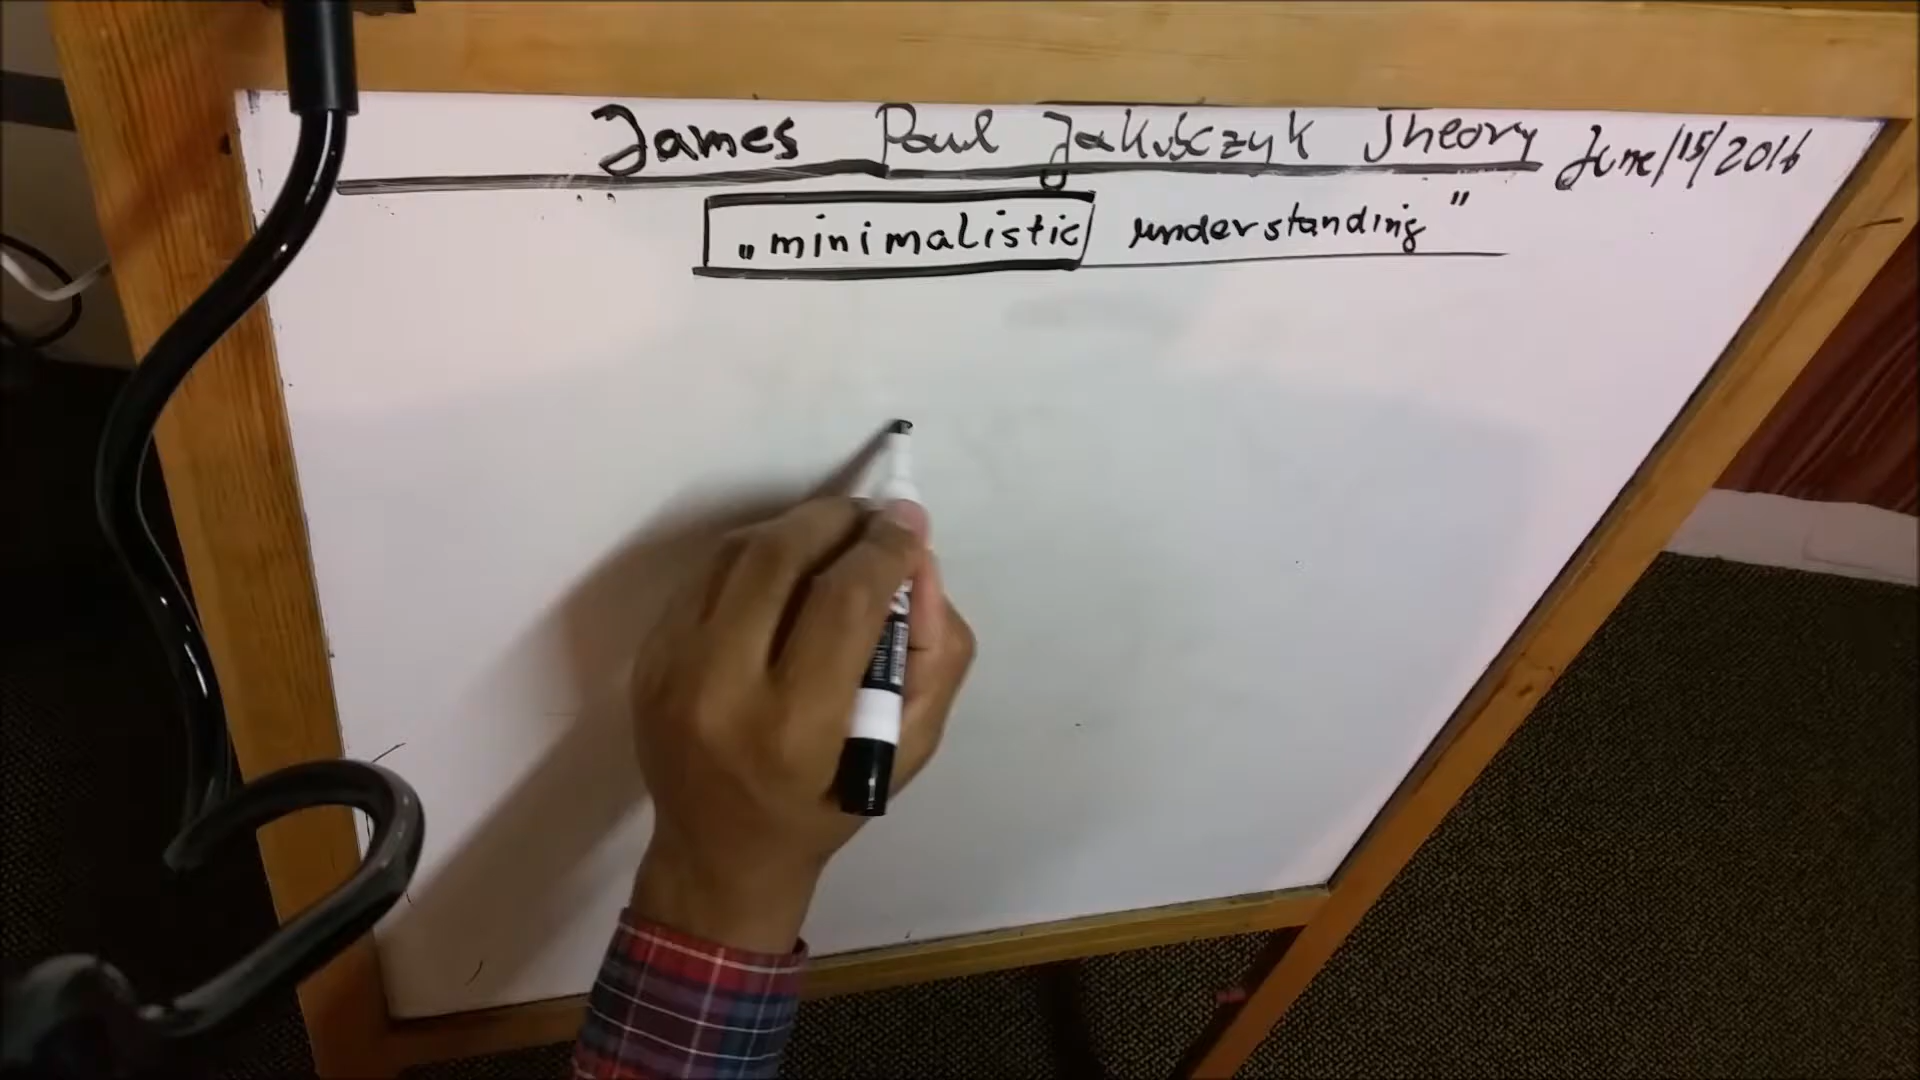 James Paul Jakubczyk Theory June/15/2016
„minimalistic understanding"